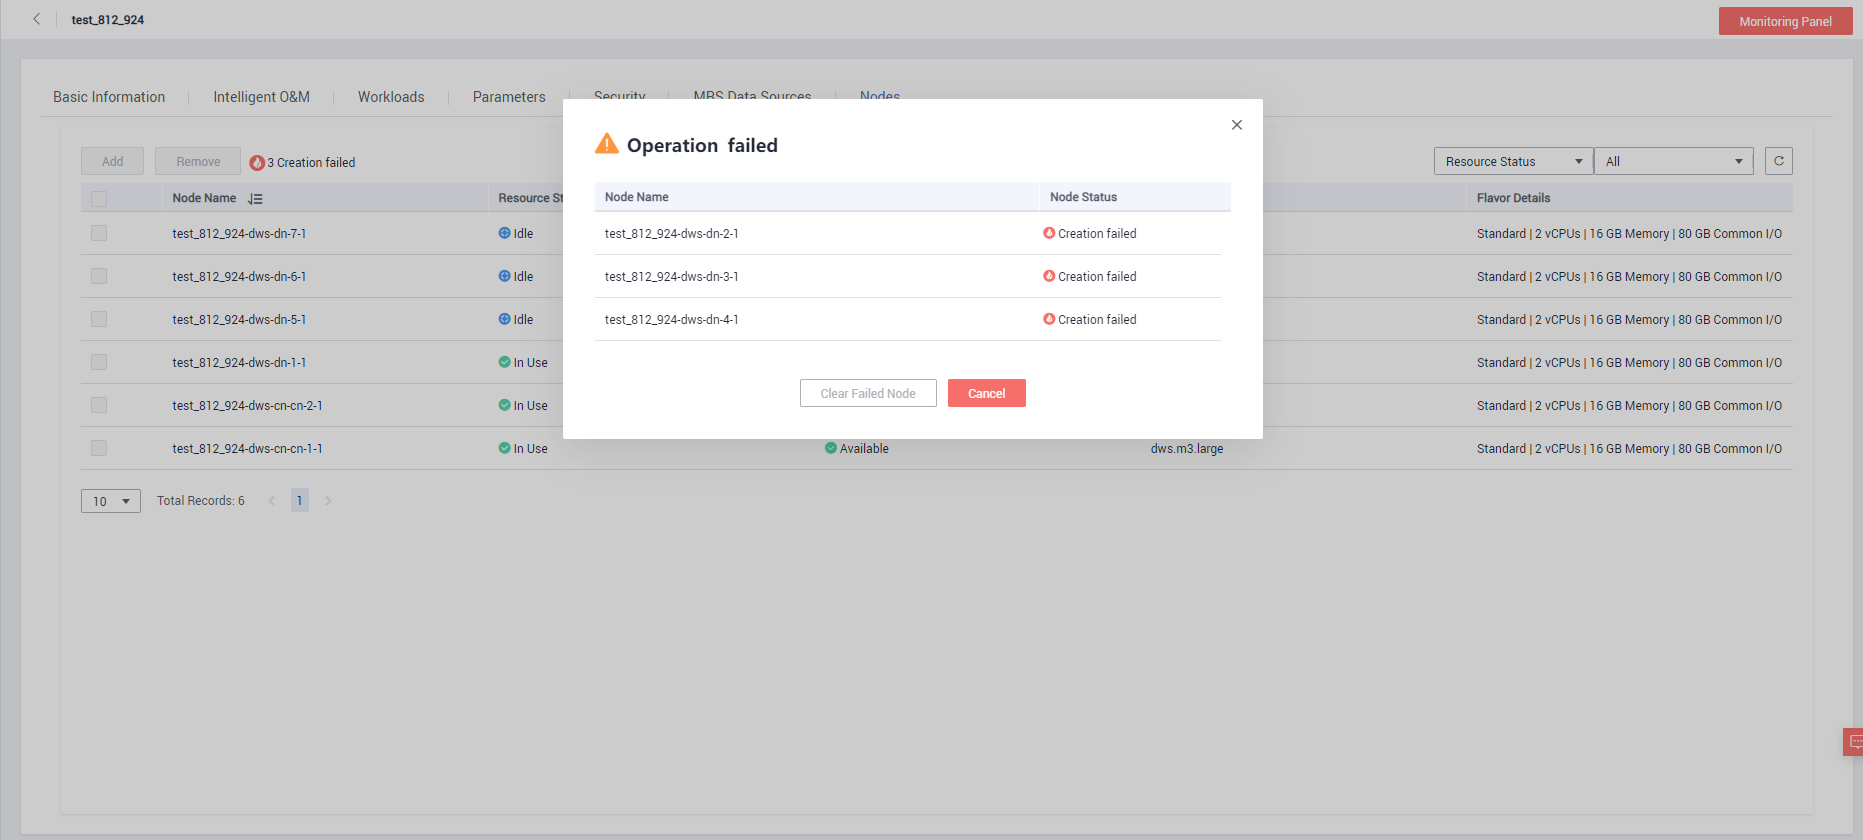 test_812_924
Monitoring Panel
Basic Information
Intelligent O&M
Workloads
Parameters
Security
MRS Data Sources
Nodes
Add
Remove
3 Creation failed
Resource Status
All
Node Name
Resource St
Flavor Details
test_812_924-dws-dn-7-1
Idle
Standard | 2 vCPUs | 16 GB Memory | 80 GB Common I/O
test_812_924-dws-dn-6-1
Idle
Standard | 2 vCPUs | 16 GB Memory | 80 GB Common I/O
test_812_924-dws-dn-5-1
Idle
Standard | 2 vCPUs | 16 GB Memory | 80 GB Common I/O
test_812_924-dws-dn-1-1
In Use
Standard | 2 vCPUs | 16 GB Memory | 80 GB Common I/O
test_812_924-dws-cn-cn-2-1
In Use
Standard | 2 vCPUs | 16 GB Memory | 80 GB Common I/O
test_812_924-dws-cn-cn-1-1
In Use
Available
dws.m3.large
Standard | 2 vCPUs | 16 GB Memory | 80 GB Common I/O
10
Total Records: 6
1
Operation failed
Node Name
Node Status
test_812_924-dws-dn-2-1
Creation failed
test_812_924-dws-dn-3-1
Creation failed
test_812_924-dws-dn-4-1
Creation failed
Clear Failed Node
Cancel